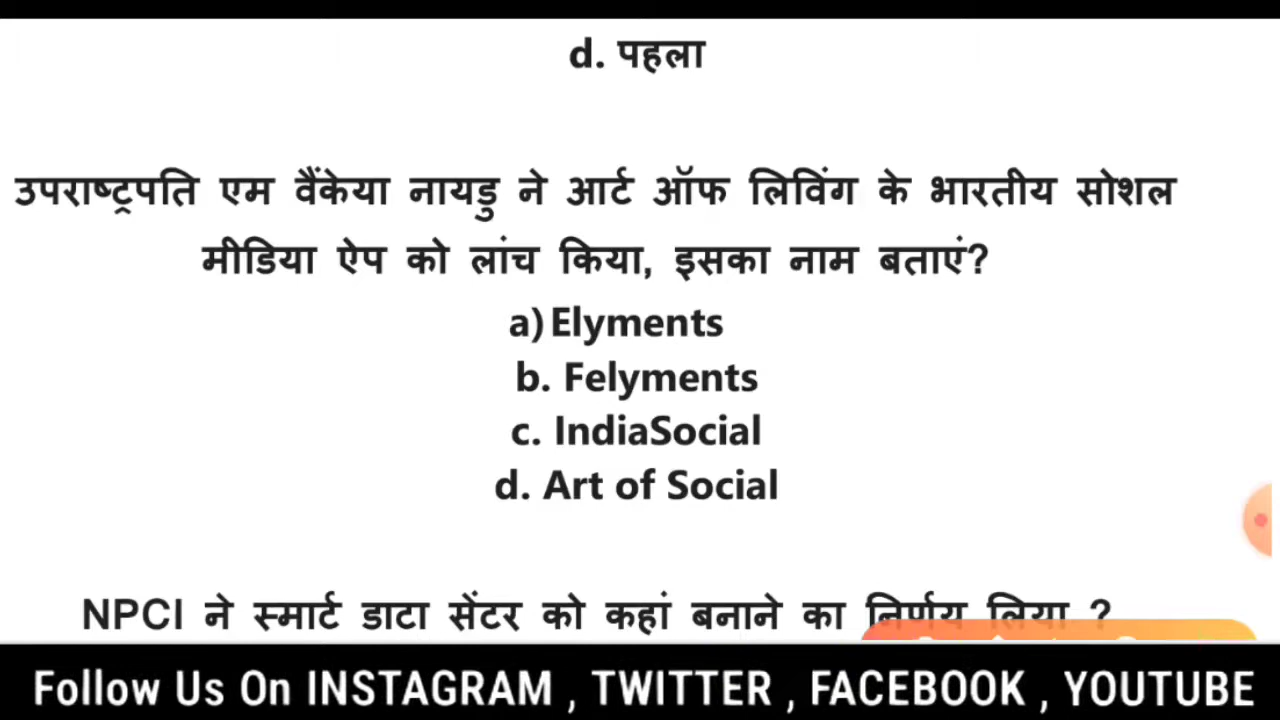 d. पहला
उपराष्ट्रपति एम वैंकेया नायडु ने आर्ट ऑफ लिविंग के भारतीय सोशल
मीडिया ऐप को लांच किया, इसका नाम बताएं?
a) Elyments
b. Felyments
c. IndiaSocial
d. Art of Social
NPCI ने स्मार्ट डाटा सेंटर को कहां बनाने का निर्णय लिया ?
Follow Us On INSTAGRAM , TWITTER , FACEBOOK , YOUTUBE